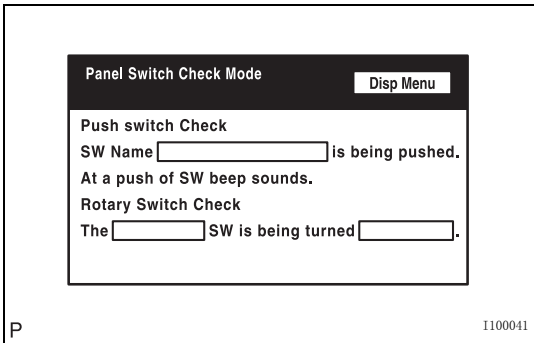 Panel Switch Check Mode
Disp Menu
Push switch Check
SW Name is being pushed.
At a push of SW beep sounds.
Rotary Switch Check
The SW is being turned .
P
I100041